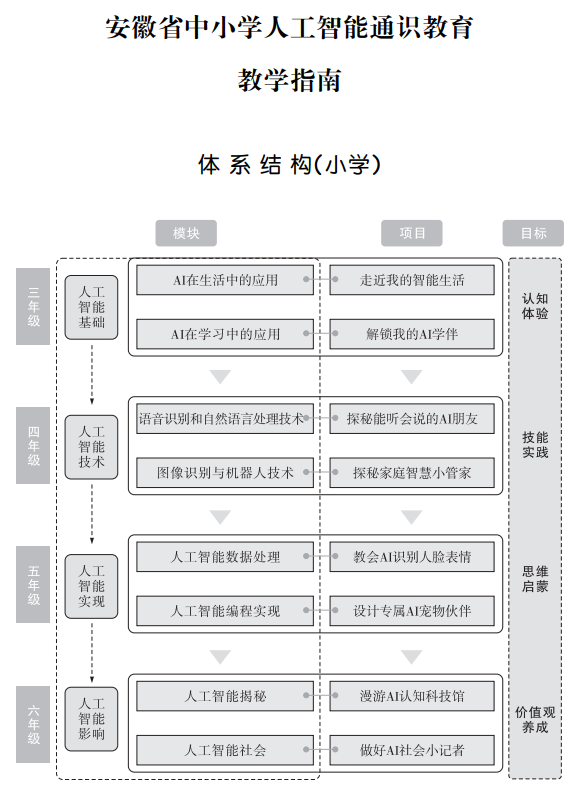 安徽省中小学人工智能通识教育
教学指南
体系结构(小学)
模块
项目
目标
三年级
人工
智能
基础
AI在生活中的应用
走近我的智能生活
AI在学习中的应用
解锁我的AI学伴
认知
体验
四年级
人工
智能
技术
语音识别和自然语言处理技术
探秘能听会说的AI朋友
图像识别与机器人技术
探秘家庭智慧小管家
技能
实践
五年级
人工
智能
实现
人工智能数据处理
教会AI识别人脸表情
人工智能编程实现
设计专属AI宠物伙伴
思维
启蒙
六年级
人工
智能
影响
人工智能揭秘
漫游AI认知科技馆
人工智能社会
做好AI社会小记者
价值观
养成